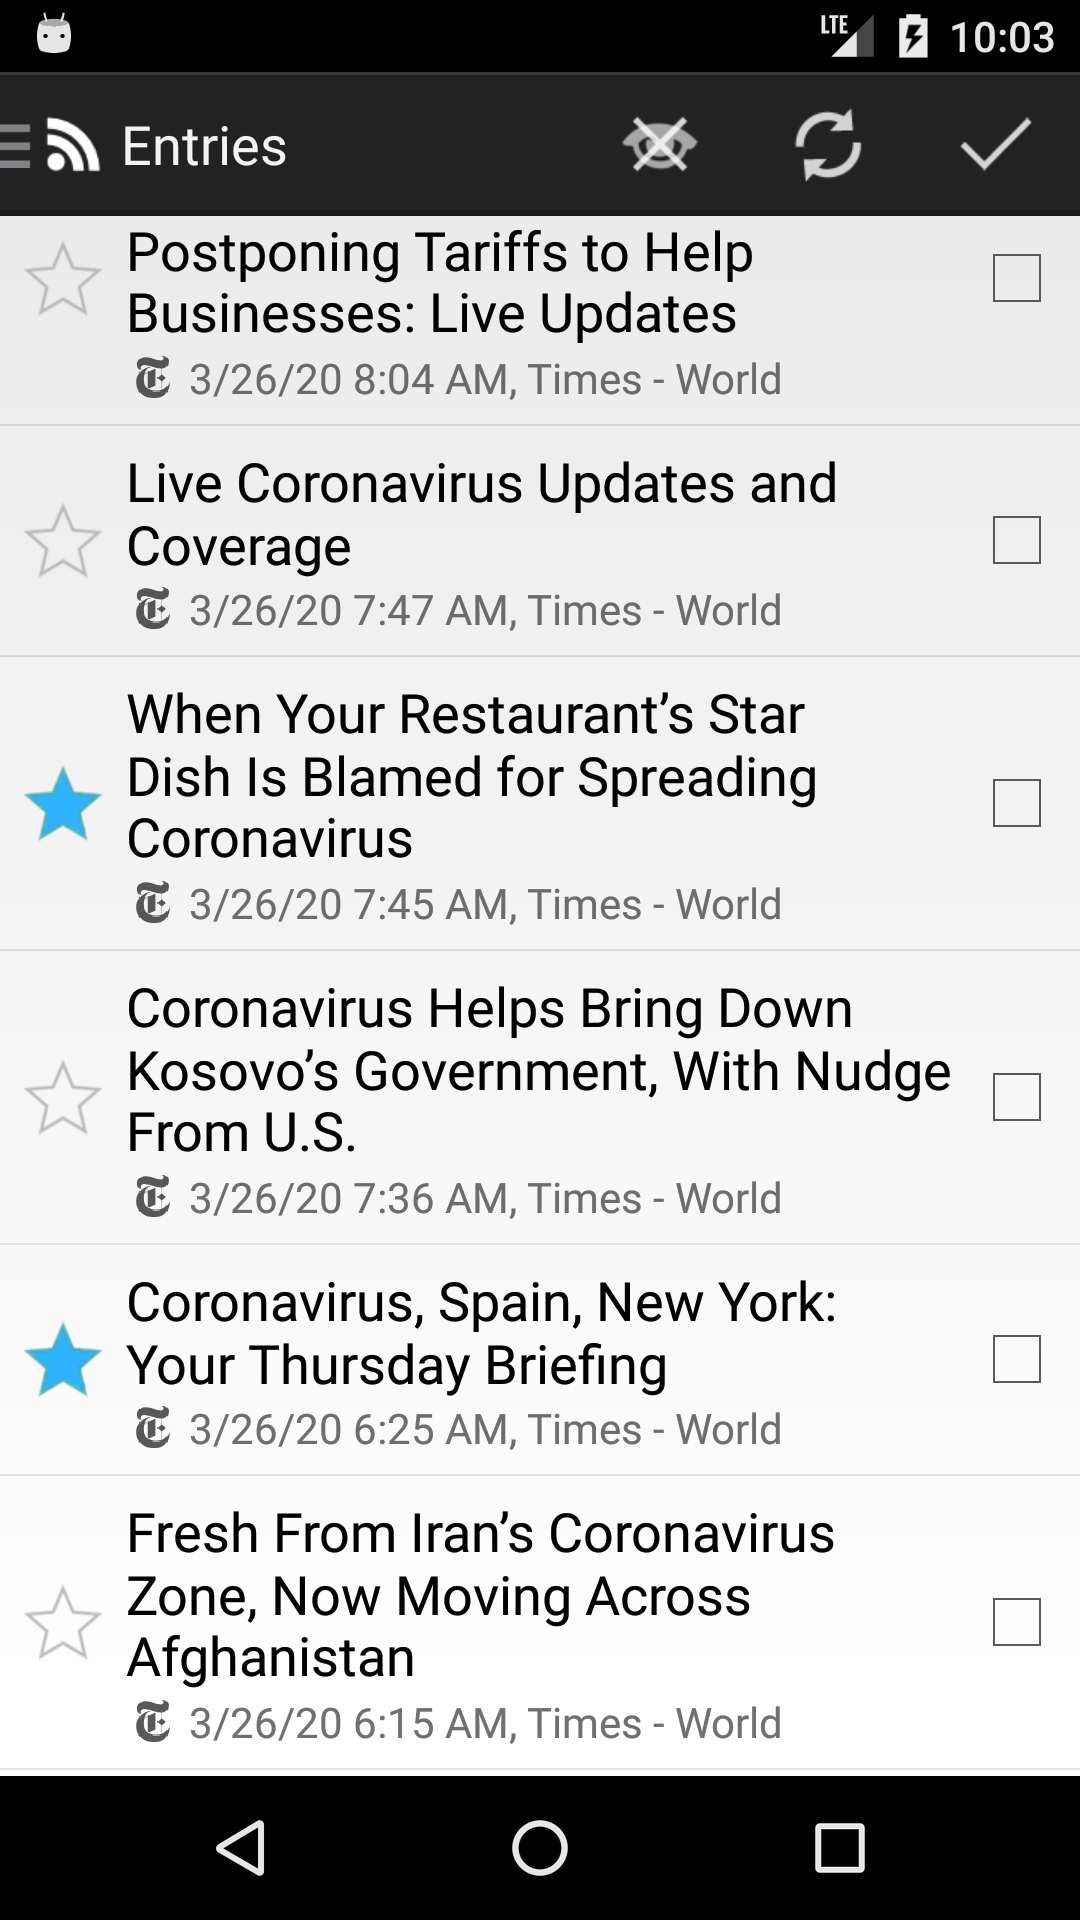 LTE 10:03
Entries
Postponing Tariffs to Help
Businesses: Live Updates
T 3/26/20 8:04 AM, Times - World
Live Coronavirus Updates and
Coverage
T 3/26/20 7:47 AM, Times - World
When Your Restaurant’s Star
Dish Is Blamed for Spreading
Coronavirus
T 3/26/20 7:45 AM, Times - World
Coronavirus Helps Bring Down
Kosovo’s Government, With Nudge
From U.S.
T 3/26/20 7:36 AM, Times - World
Coronavirus, Spain, New York:
Your Thursday Briefing
T 3/26/20 6:25 AM, Times - World
Fresh From Iran’s Coronavirus
Zone, Now Moving Across
Afghanistan
T 3/26/20 6:15 AM, Times - World